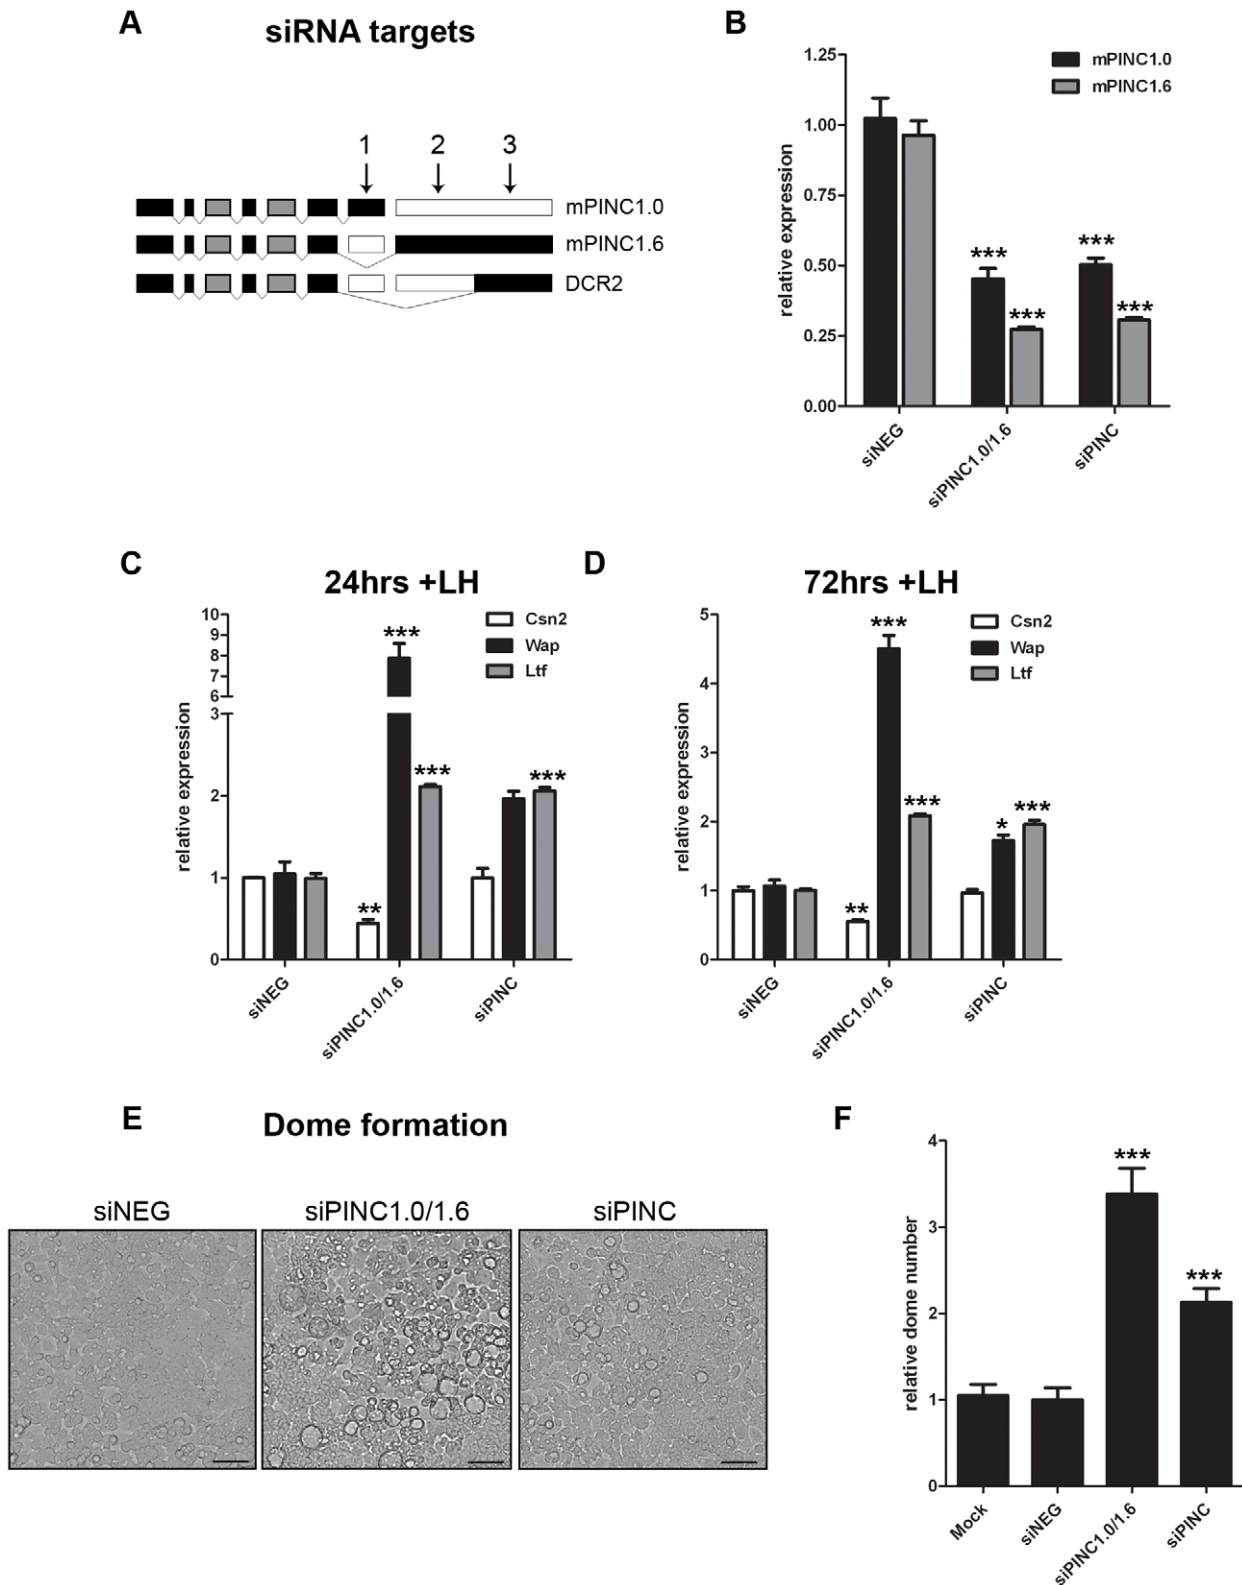 A
siRNA targets
1 2 3
mPINC1.0
mPINC1.6
DCR2
B
mPINC1.0
mPINC1.6
relative expression
1.25
1.00
0.75
0.50
0.25
0.00
***
***
***
***
siNEG
siPINC1.0/1.6
siPINC
C
24hrs +LH
Csn2
Wap
Ltf
relative expression
10
9
8
7
6
3
2
1
0
**
***
***
***
siNEG
siPINC1.0/1.6
siPINC
D
72hrs +LH
Csn2
Wap
Ltf
relative expression
5
4
3
2
1
0
**
***
***
*
***
siNEG
siPINC1.0/1.6
siPINC
E
Dome formation
siNEG
siPINC1.0/1.6
siPINC
F
relative dome number
4
3
2
1
0
***
***
Mock
siNEG
siPINC1.0/1.6
siPINC